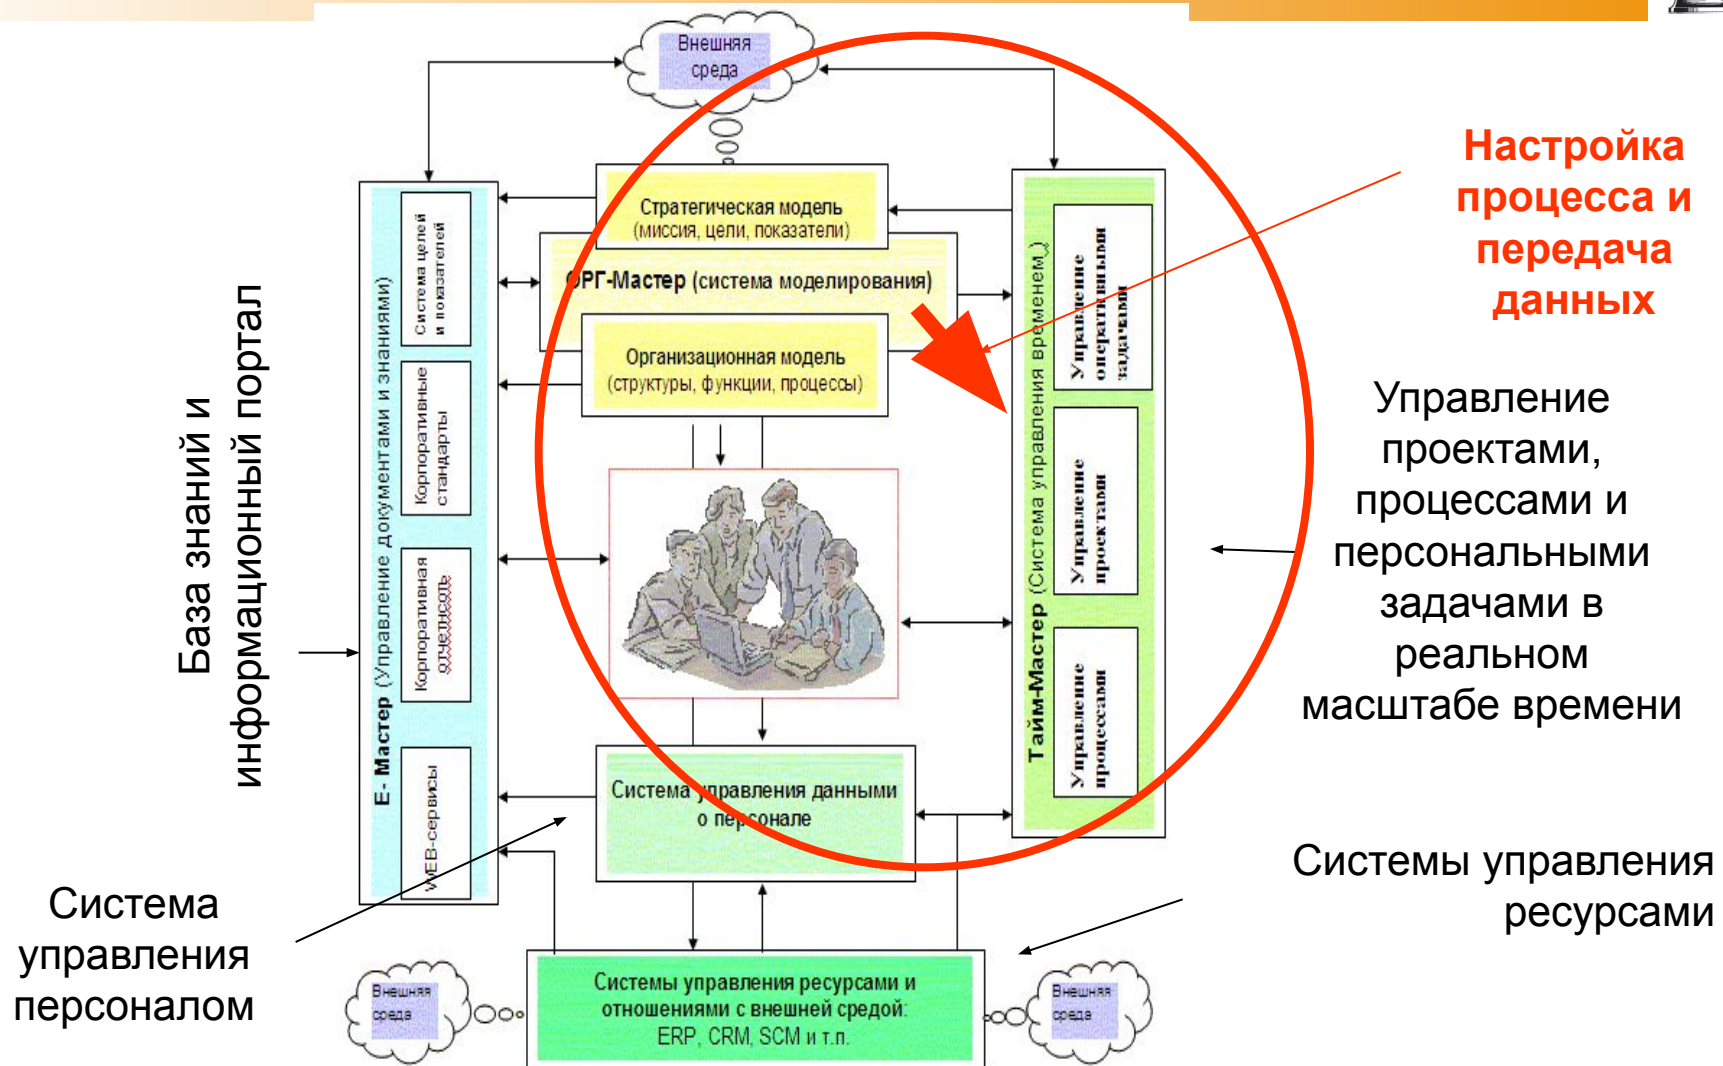 Внешняя
среда
Настройка
процесса и
передача
данных
Стратегическая модель
(миссия, цели, показатели)
ОРГ-Мастер (система моделирования)
Организационная модель
(структуры, функции, процессы)
База знаний и
информационный портал
Е- Мастер (Управление документами и знаниями)
Система целей
и показателей
Корпоративные
стандарты
Корпоративная
отчетнсоть
WEB-сервисы
Тайм-Мастер (Система управления временем )
Управление
оперативными
задачами
Управление
проектами
Управление
процессами
Управление
проектами,
процессами и
персональными
задачами в
реальном
масштабе времени
Система управления данными
о персонале
Система
управления
персоналом
Системы управления
ресурсами
Внешняя
среда
Системы управления ресурсами и
отношениями с внешней средой:
ERP, CRM, SCM и т.п.
Внешняя
среда